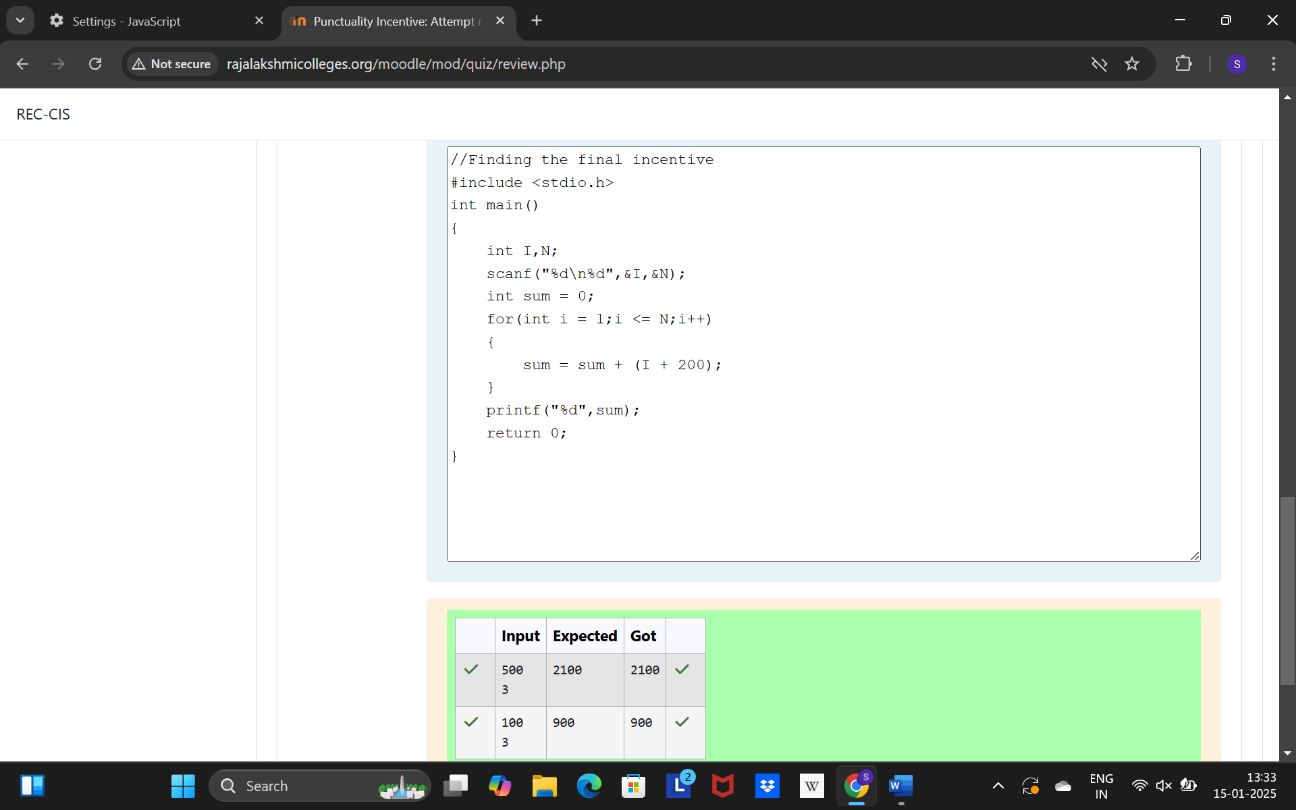 Settings - JavaScript
Punctuality Incentive: Attempt
Not secure
rajalakshmicolleges.org/moodle/mod/quiz/review.php
S
REC-CIS
//Finding the final incentive
#include <stdio.h>
int main()
{
int I,N;
scanf("%d\n%d",&I,&N);
int sum = 0;
for(int i = 1;i <= N;i++)
{
sum = sum + (I + 200);
}
printf("%d",sum);
return 0;
}
Input Expected Got
500 2100 2100
3
100 900 900
3
Search
L 2
W
S
W
ENG
IN
13:33
15-01-2025